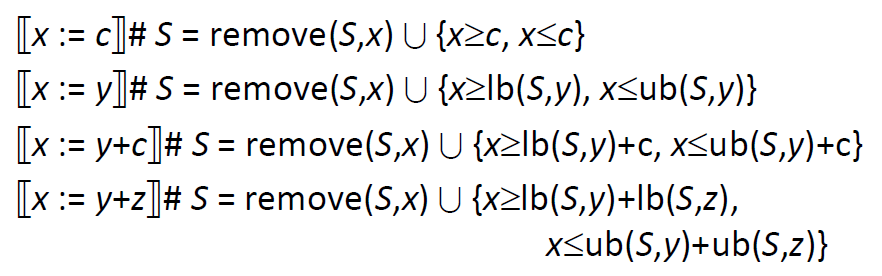 ⟦x := c⟧# S = remove(S,x) ∪ {x≥c, x≤c}
⟦x := y⟧# S = remove(S,x) ∪ {x≥lb(S,y), x≤ub(S,y)}
⟦x := y+c⟧# S = remove(S,x) ∪ {x≥lb(S,y)+c, x≤ub(S,y)+c}
⟦x := y+z⟧# S = remove(S,x) ∪ {x≥lb(S,y)+lb(S,z),
x≤ub(S,y)+ub(S,z)}